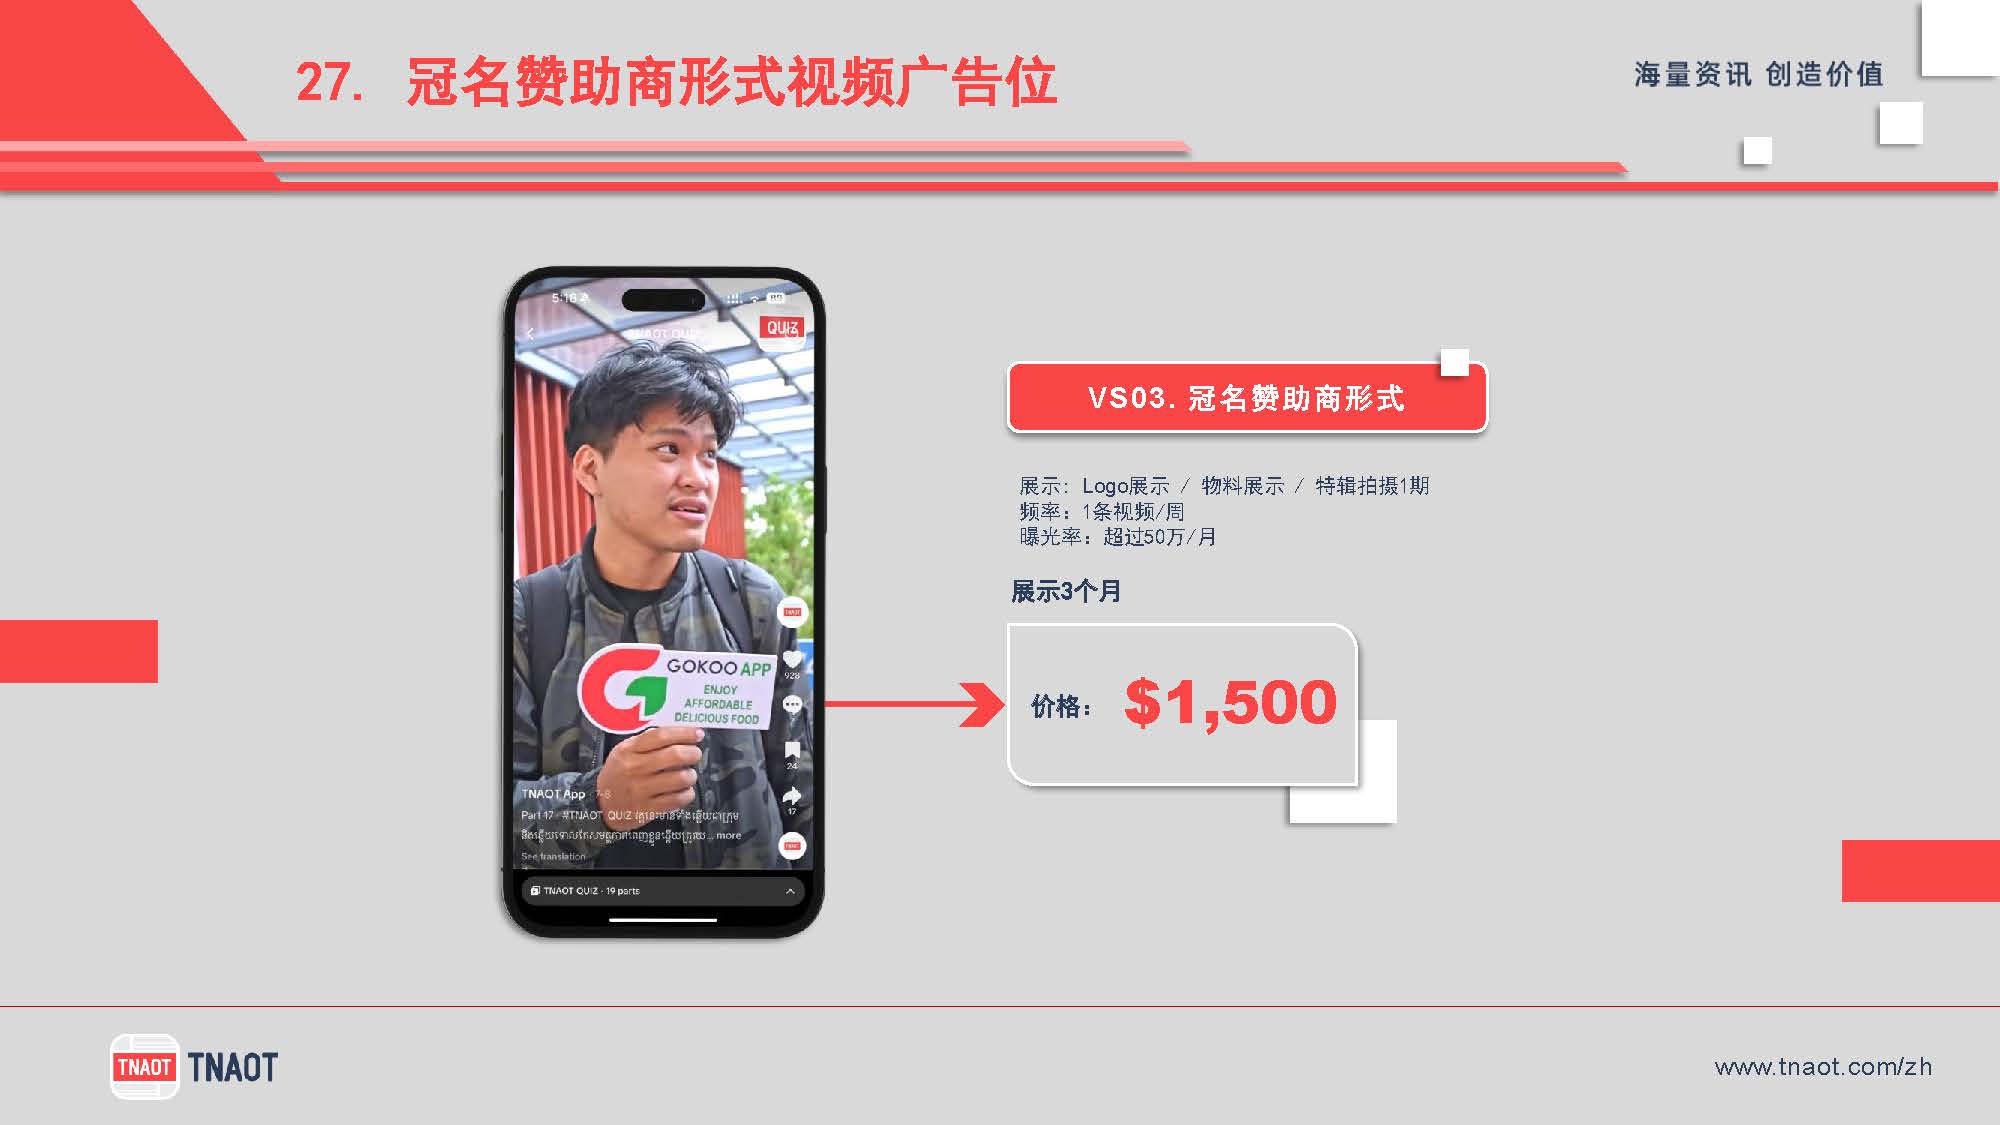 27. 冠名赞助商形式视频广告位
海量资讯 创造价值
5:16
QUIZ
VS03. 冠名赞助商形式
展示: Logo展示 / 物料展示 / 特辑拍摄1期
频率：1条视频/周
曝光率：超过50万/月
展示3个月
价格： $1,500
GOKOO APP
ENJOY
AFFORDABLE
DELICIOUS FOOD
928
24
17
TNAOT App · 7-8
Part 17 · #TNAOT QUIZ
... more
See translation
TNAOT QUIZ · 19 parts
TNAOT TNAOT
www.tnaot.com/zh